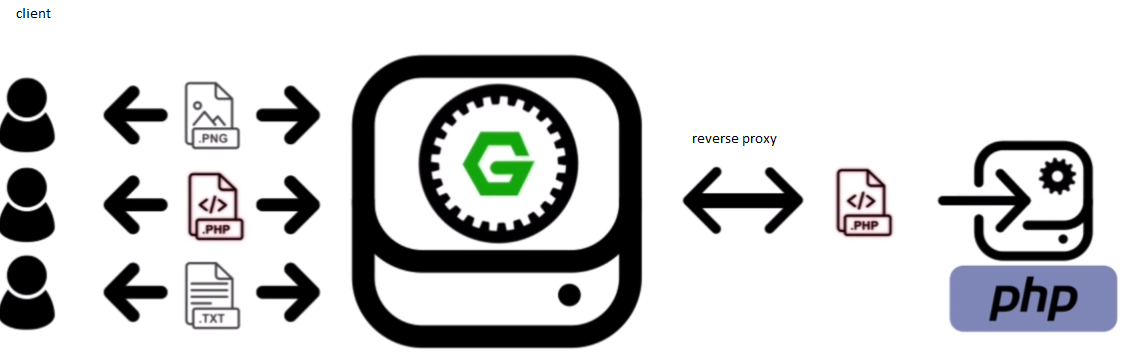 client
.PNG
reverse proxy
</>
.PHP
</>
.PHP
.TXT
php